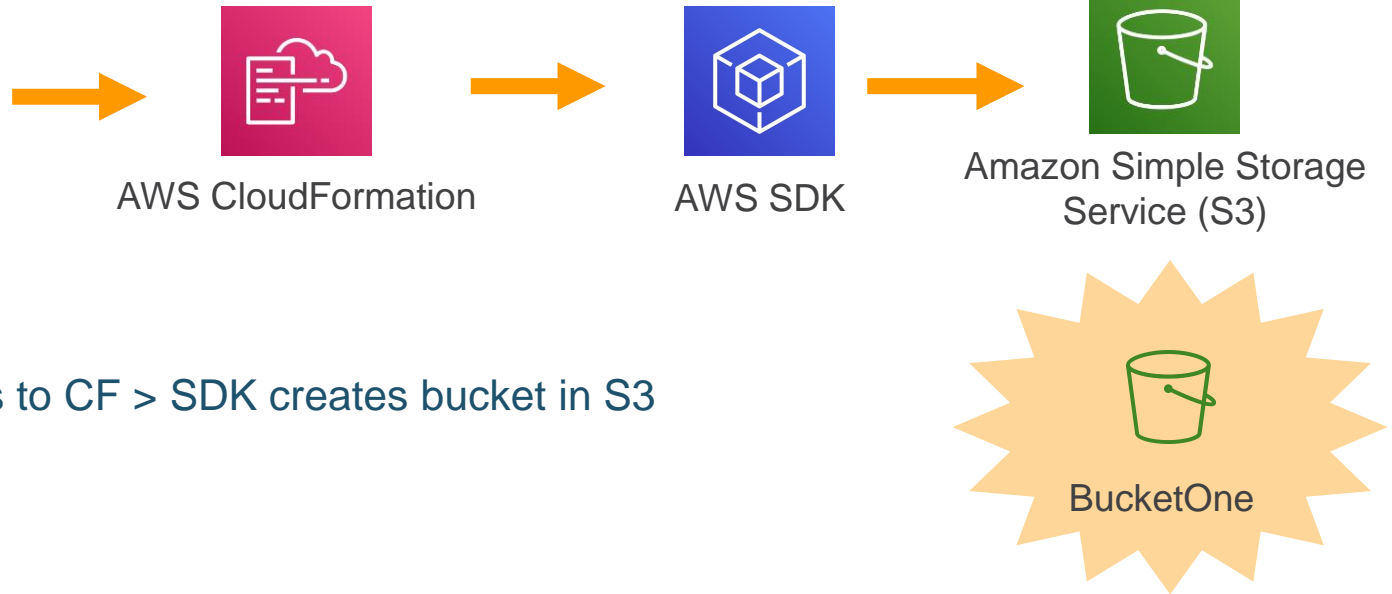 AWS CloudFormation
AWS SDK
Amazon Simple Storage
Service (S3)
s to CF > SDK creates bucket in S3
BucketOne